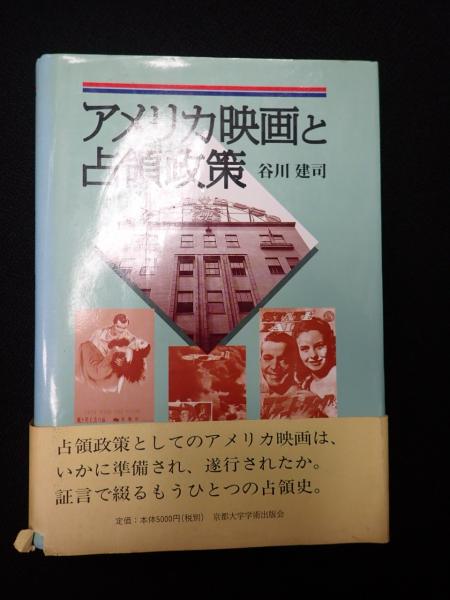 アメリカ映画と
占領政策 谷川 建司
占領政策としてのアメリカ映画は、
いかに準備され、遂行されたか。
証言で綴るもうひとつの占領史。
定価:本体5000円(税別) 京都大学学術出版会